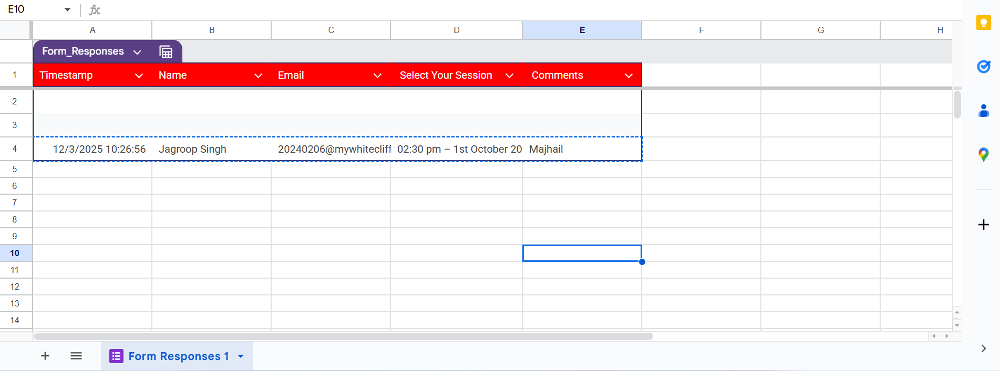 E10 fx
A B C D E F G H
Form_Responses
1 Timestamp Name Email Select Your Session Comments
2
3
4 12/3/2025 10:26:56 Jagroop Singh 20240206@mywhitecliff 02:30 pm – 1st October 20 Majhail
5
6
7
8
9
10
11
12
13
14
Form Responses 1